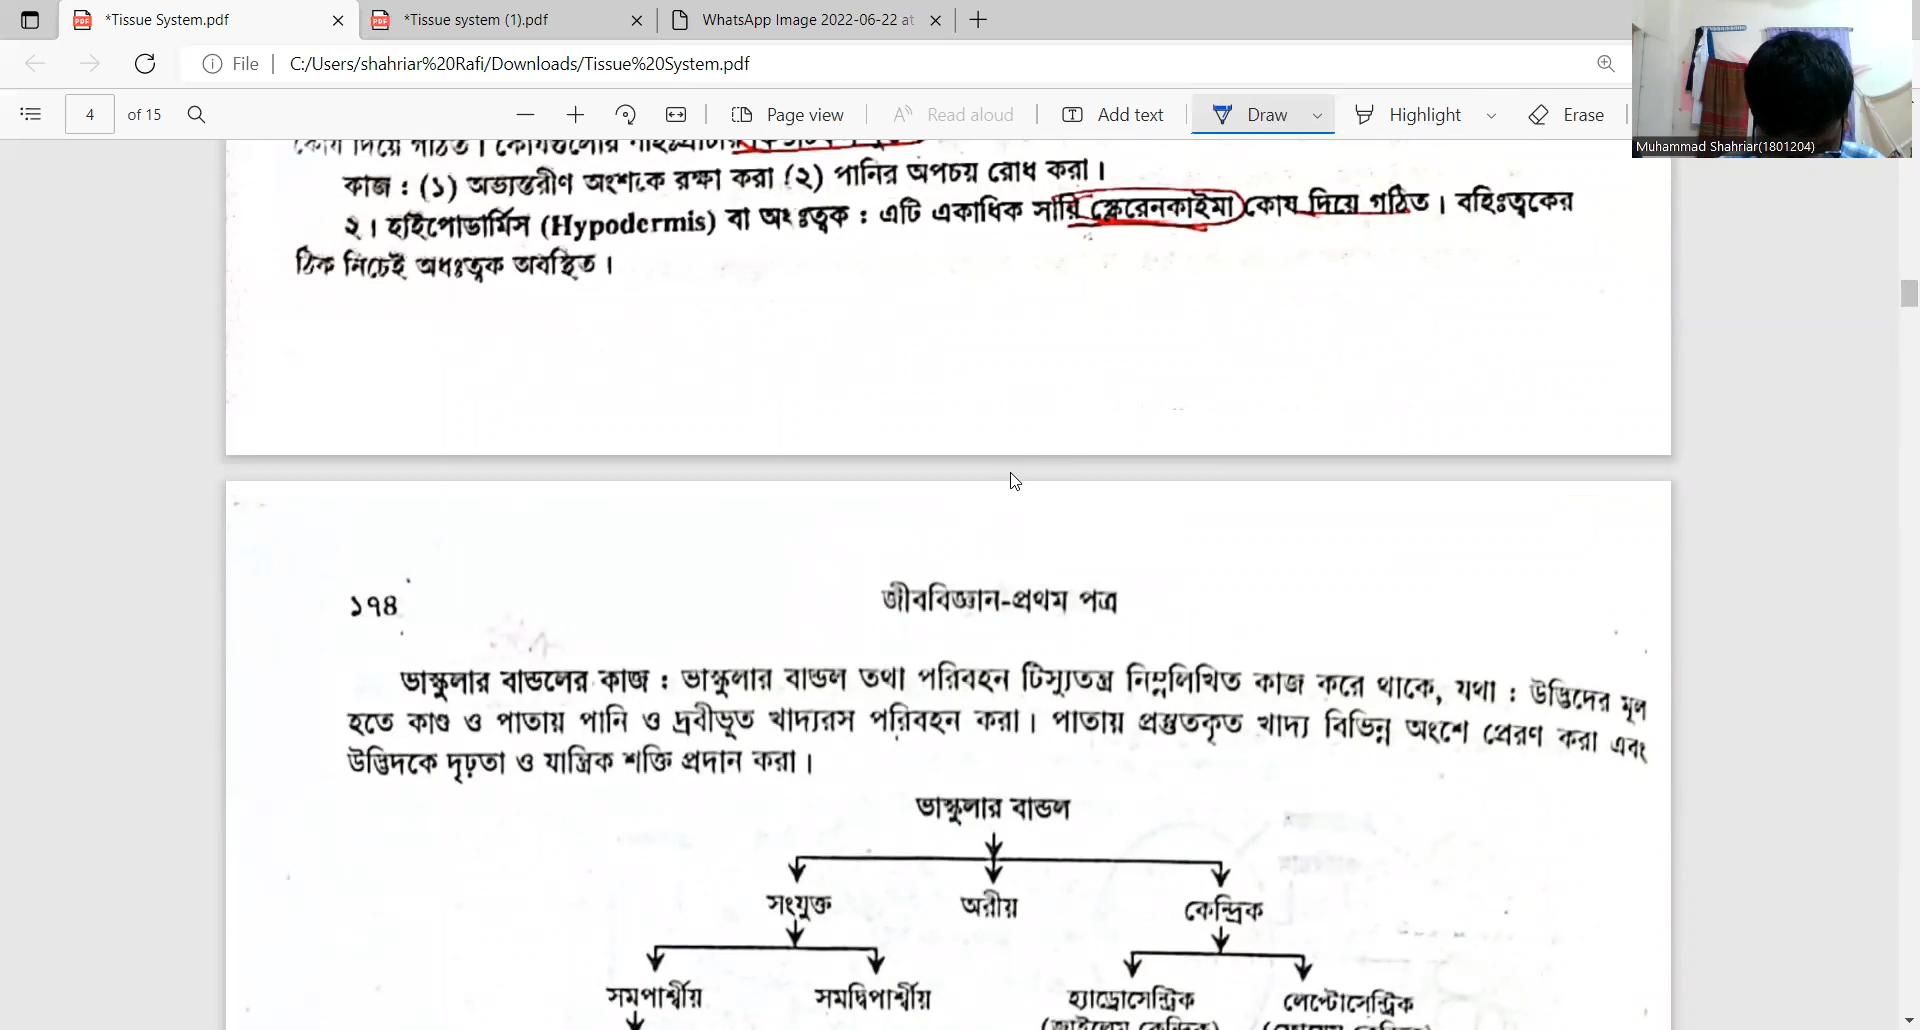 *Tissue System.pdf
*Tissue system (1).pdf
WhatsApp Image 2022-06-22 at
File
C:/Users/shahriar%20Rafi/Downloads/Tissue%20System.pdf
4 of 15
Page view
Read aloud
Add text
Draw
Highlight
Erase
Muhammad Shahriar(1801204)
কোষ দিয়ে গঠিত। কোষগুলোর
কাজ : (১) অভ্যন্তরীণ অংশকে রক্ষা করা (২) পানির অপচয় রোধ করা।
২। হাইপোডার্মিস (Hypodermis) বা অধঃত্বক : এটি একাধিক সারি স্ক্লেরেনকাইমা কোষ দিয়ে গঠিত। বহিঃত্বকের
ঠিক নিচেই অধঃত্বক অবস্থিত।
১৭৪
জীববিজ্ঞান-প্রথম পত্র
ভাস্কুলার বান্ডলের কাজ : ভাস্কুলার বান্ডল তথা পরিবহন টিস্যুতন্ত্র নিম্নলিখিত কাজ করে থাকে, যথা : উদ্ভিদের মূল
হতে কাণ্ড ও পাতায় পানি ও দ্রবীভূত খাদ্যরস পরিবহন করা। পাতায় প্রস্তুতকৃত খাদ্য বিভিন্ন অংশে প্রেরণ করা এবং
উদ্ভিদকে দৃঢ়তা ও যান্ত্রিক শক্তি প্রদান করা।
ভাস্কুলার বান্ডল
সংযুক্ত
অরীয়
কেন্দ্রিক
সমপার্শ্বীয়
সমদ্বিপার্শ্বীয়
হ্যাড্রোসেন্ট্রিক
লেপ্টোসেন্ট্রিক
(জাইলেম কেন্দ্রিক)
(ফ্লোয়েম কেন্দ্রিক)